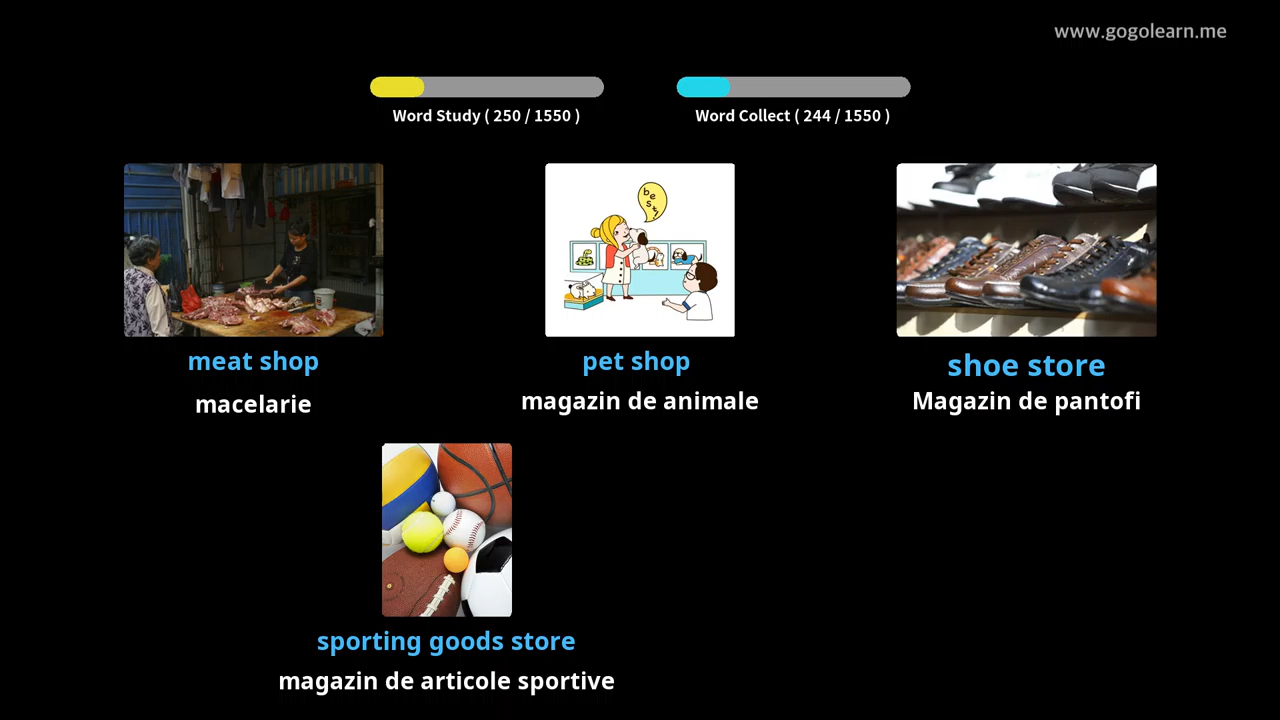 www.gogolearn.me
Word Study ( 250 / 1550 )
Word Collect ( 244 / 1550 )
best
meat shop
pet shop
shoe store
macelarie
magazin de animale
Magazin de pantofi
sporting goods store
magazin de articole sportive